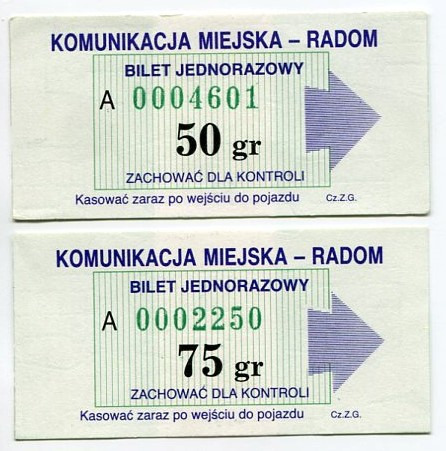 KOMUNIKACJA MIEJSKA – RADOM
BILET JEDNORAZOWY
A 0004601
50 gr
ZACHOWAĆ DLA KONTROLI
Kasować zaraz po wejściu do pojazdu Cz.Z.G.
KOMUNIKACJA MIEJSKA – RADOM
BILET JEDNORAZOWY
A 0002250
75 gr
ZACHOWAĆ DLA KONTROLI
Kasować zaraz po wejściu do pojazdu Cz.Z.G.